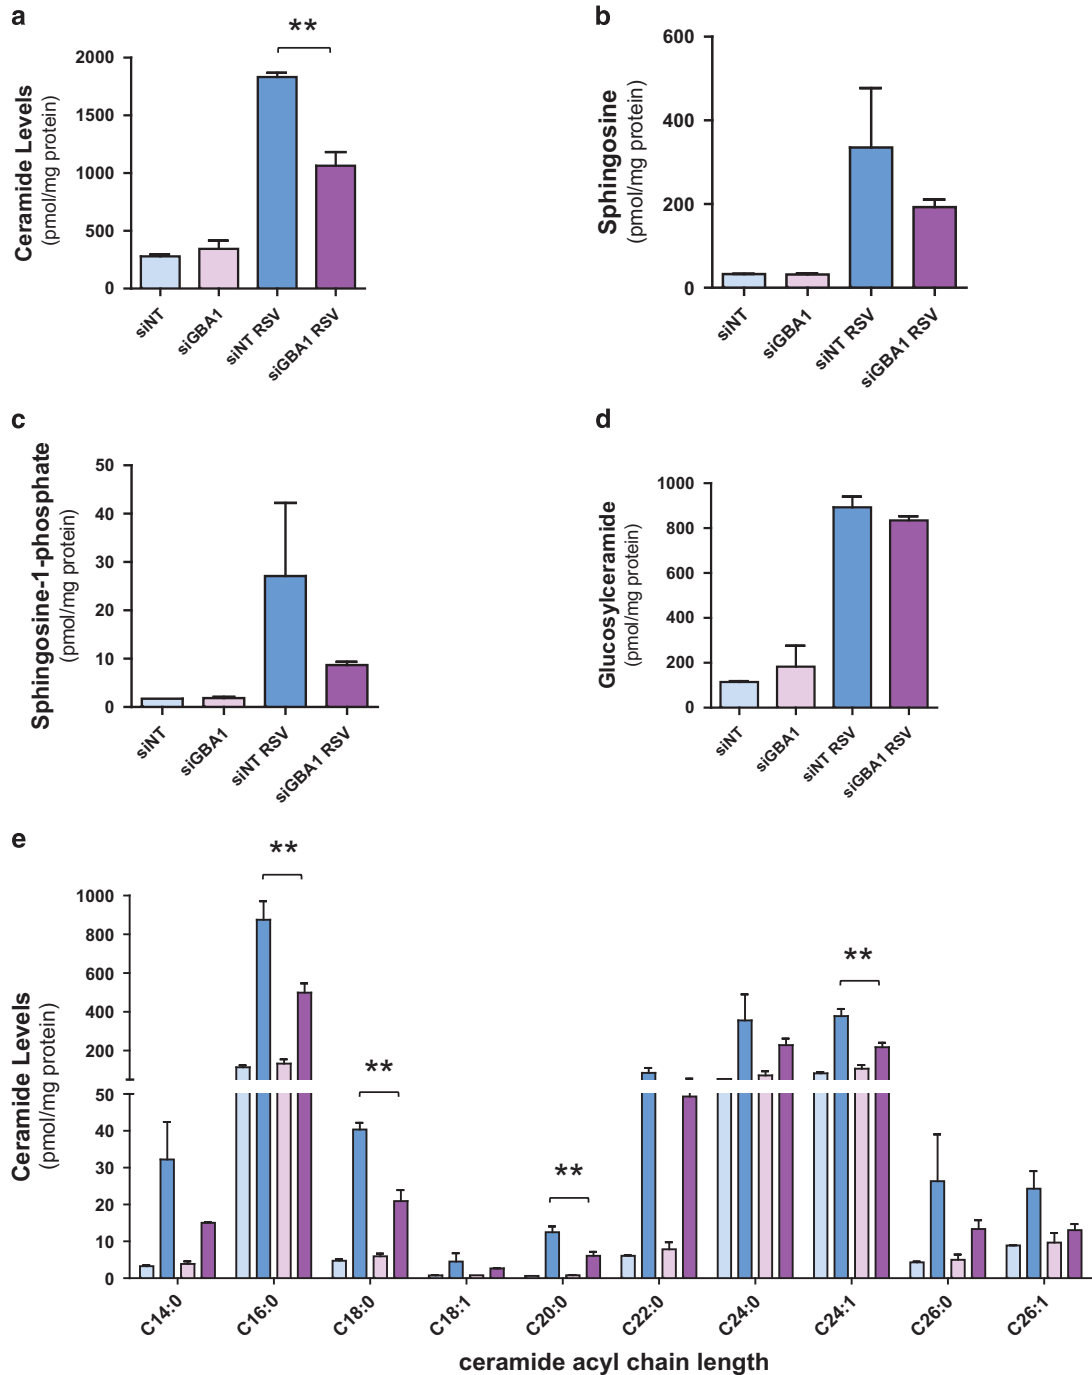 a
**
Ceramide Levels
(pmol/mg protein)
2000
1500
1000
500
0
siNT
siGBA1
siNT RSV
siGBA1 RSV
b
Sphingosine
(pmol/mg protein)
600
400
200
0
siNT
siGBA1
siNT RSV
siGBA1 RSV
c
Sphingosine-1-phosphate
(pmol/mg protein)
50
40
30
20
10
0
siNT
siGBA1
siNT RSV
siGBA1 RSV
d
Glucosylceramide
(pmol/mg protein)
1000
800
600
400
200
0
siNT
siGBA1
siNT RSV
siGBA1 RSV
e
Ceramide Levels
(pmol/mg protein)
1000
800
600
400
200
50
40
30
20
10
0
**
**
**
**
C14:0
C16:0
C18:0
C18:1
C20:0
C22:0
C24:0
C24:1
C26:0
C26:1
ceramide acyl chain length